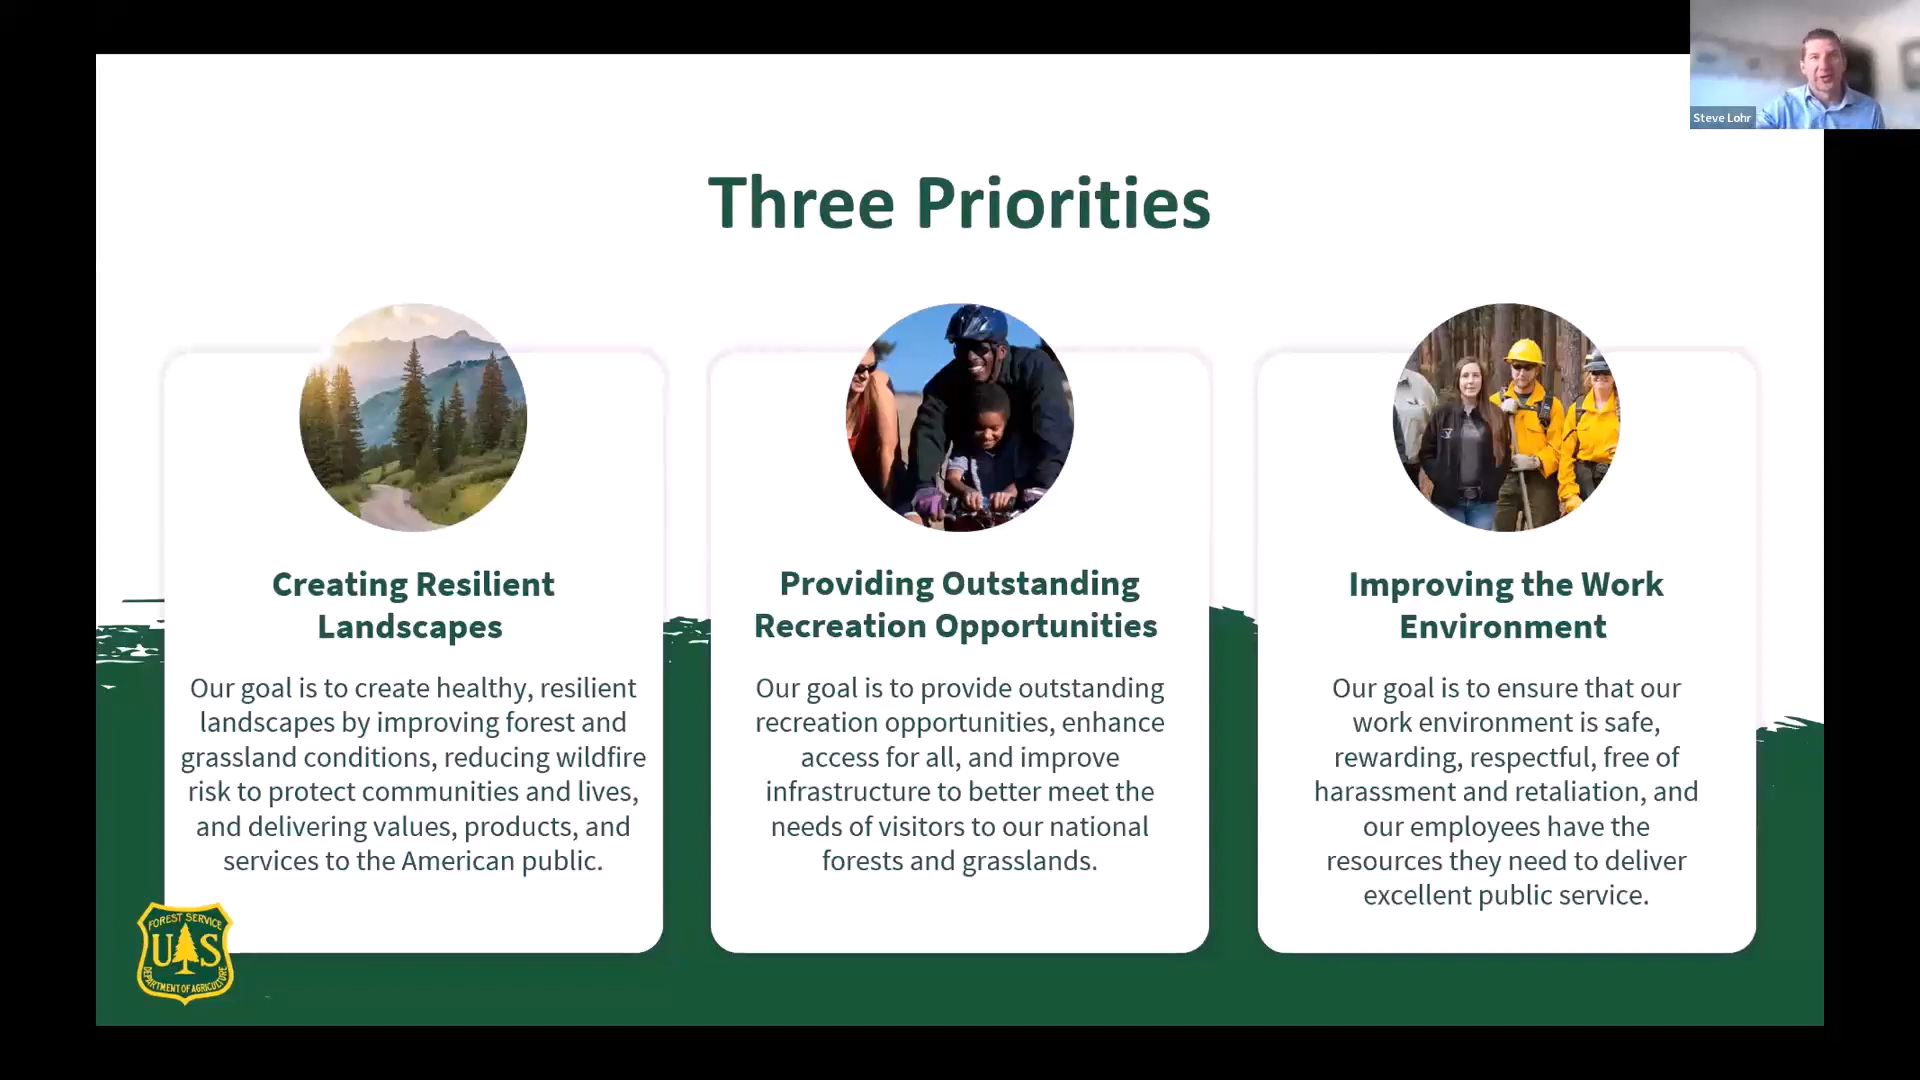 Steve Lohr
Three Priorities
Creating Resilient
Landscapes
Our goal is to create healthy, resilient
landscapes by improving forest and
grassland conditions, reducing wildfire
risk to protect communities and lives,
and delivering values, products, and
services to the American public.
Providing Outstanding
Recreation Opportunities
Our goal is to provide outstanding
recreation opportunities, enhance
access for all, and improve
infrastructure to better meet the
needs of visitors to our national
forests and grasslands.
Improving the Work
Environment
Our goal is to ensure that our
work environment is safe,
rewarding, respectful, free of
harassment and retaliation, and
our employees have the
resources they need to deliver
excellent public service.
FOREST SERVICE
U S
DEPARTMENT OF AGRICULTURE